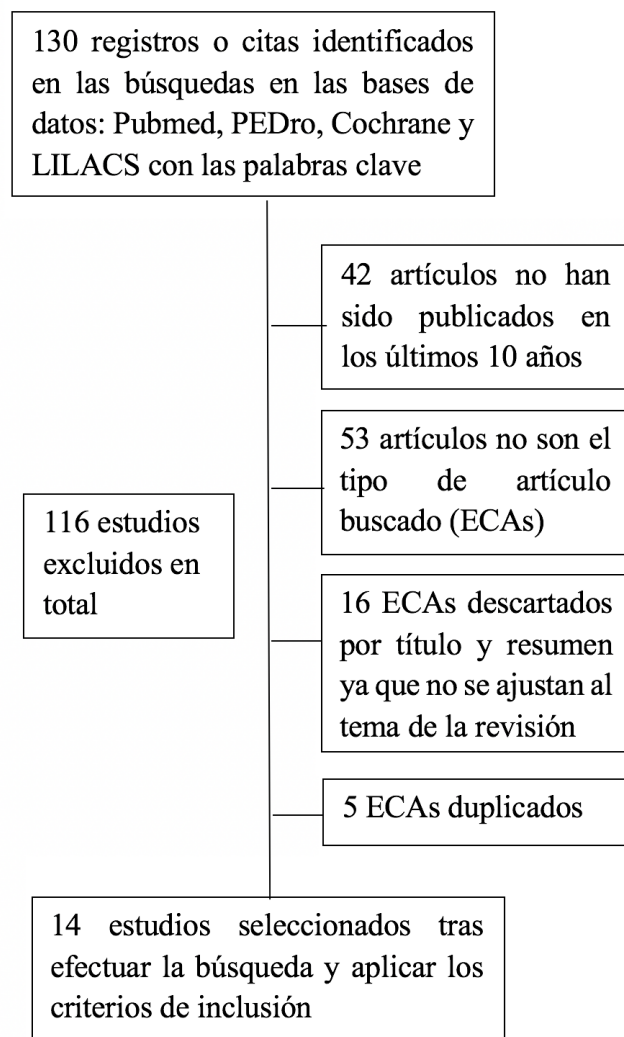 130 registros o citas identificados
en las búsquedas en las bases de
datos: Pubmed, PEDro, Cochrane y
LILACS con las palabras clave
42 artículos no han
sido publicados en
los últimos 10 años
53 artículos no son el
tipo de artículo
buscado (ECAs)
116 estudios
excluidos en
total
16 ECAs descartados
por título y resumen
ya que no se ajustan al
tema de la revisión
5 ECAs duplicados
14 estudios seleccionados tras
efectuar la búsqueda y aplicar los
criterios de inclusión